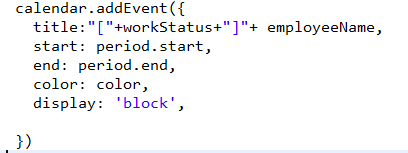 calendar.addEvent({
title:"["+workStatus+"]"+ employeeName,
start: period.start,
end: period.end,
color: color,
display: 'block',
})